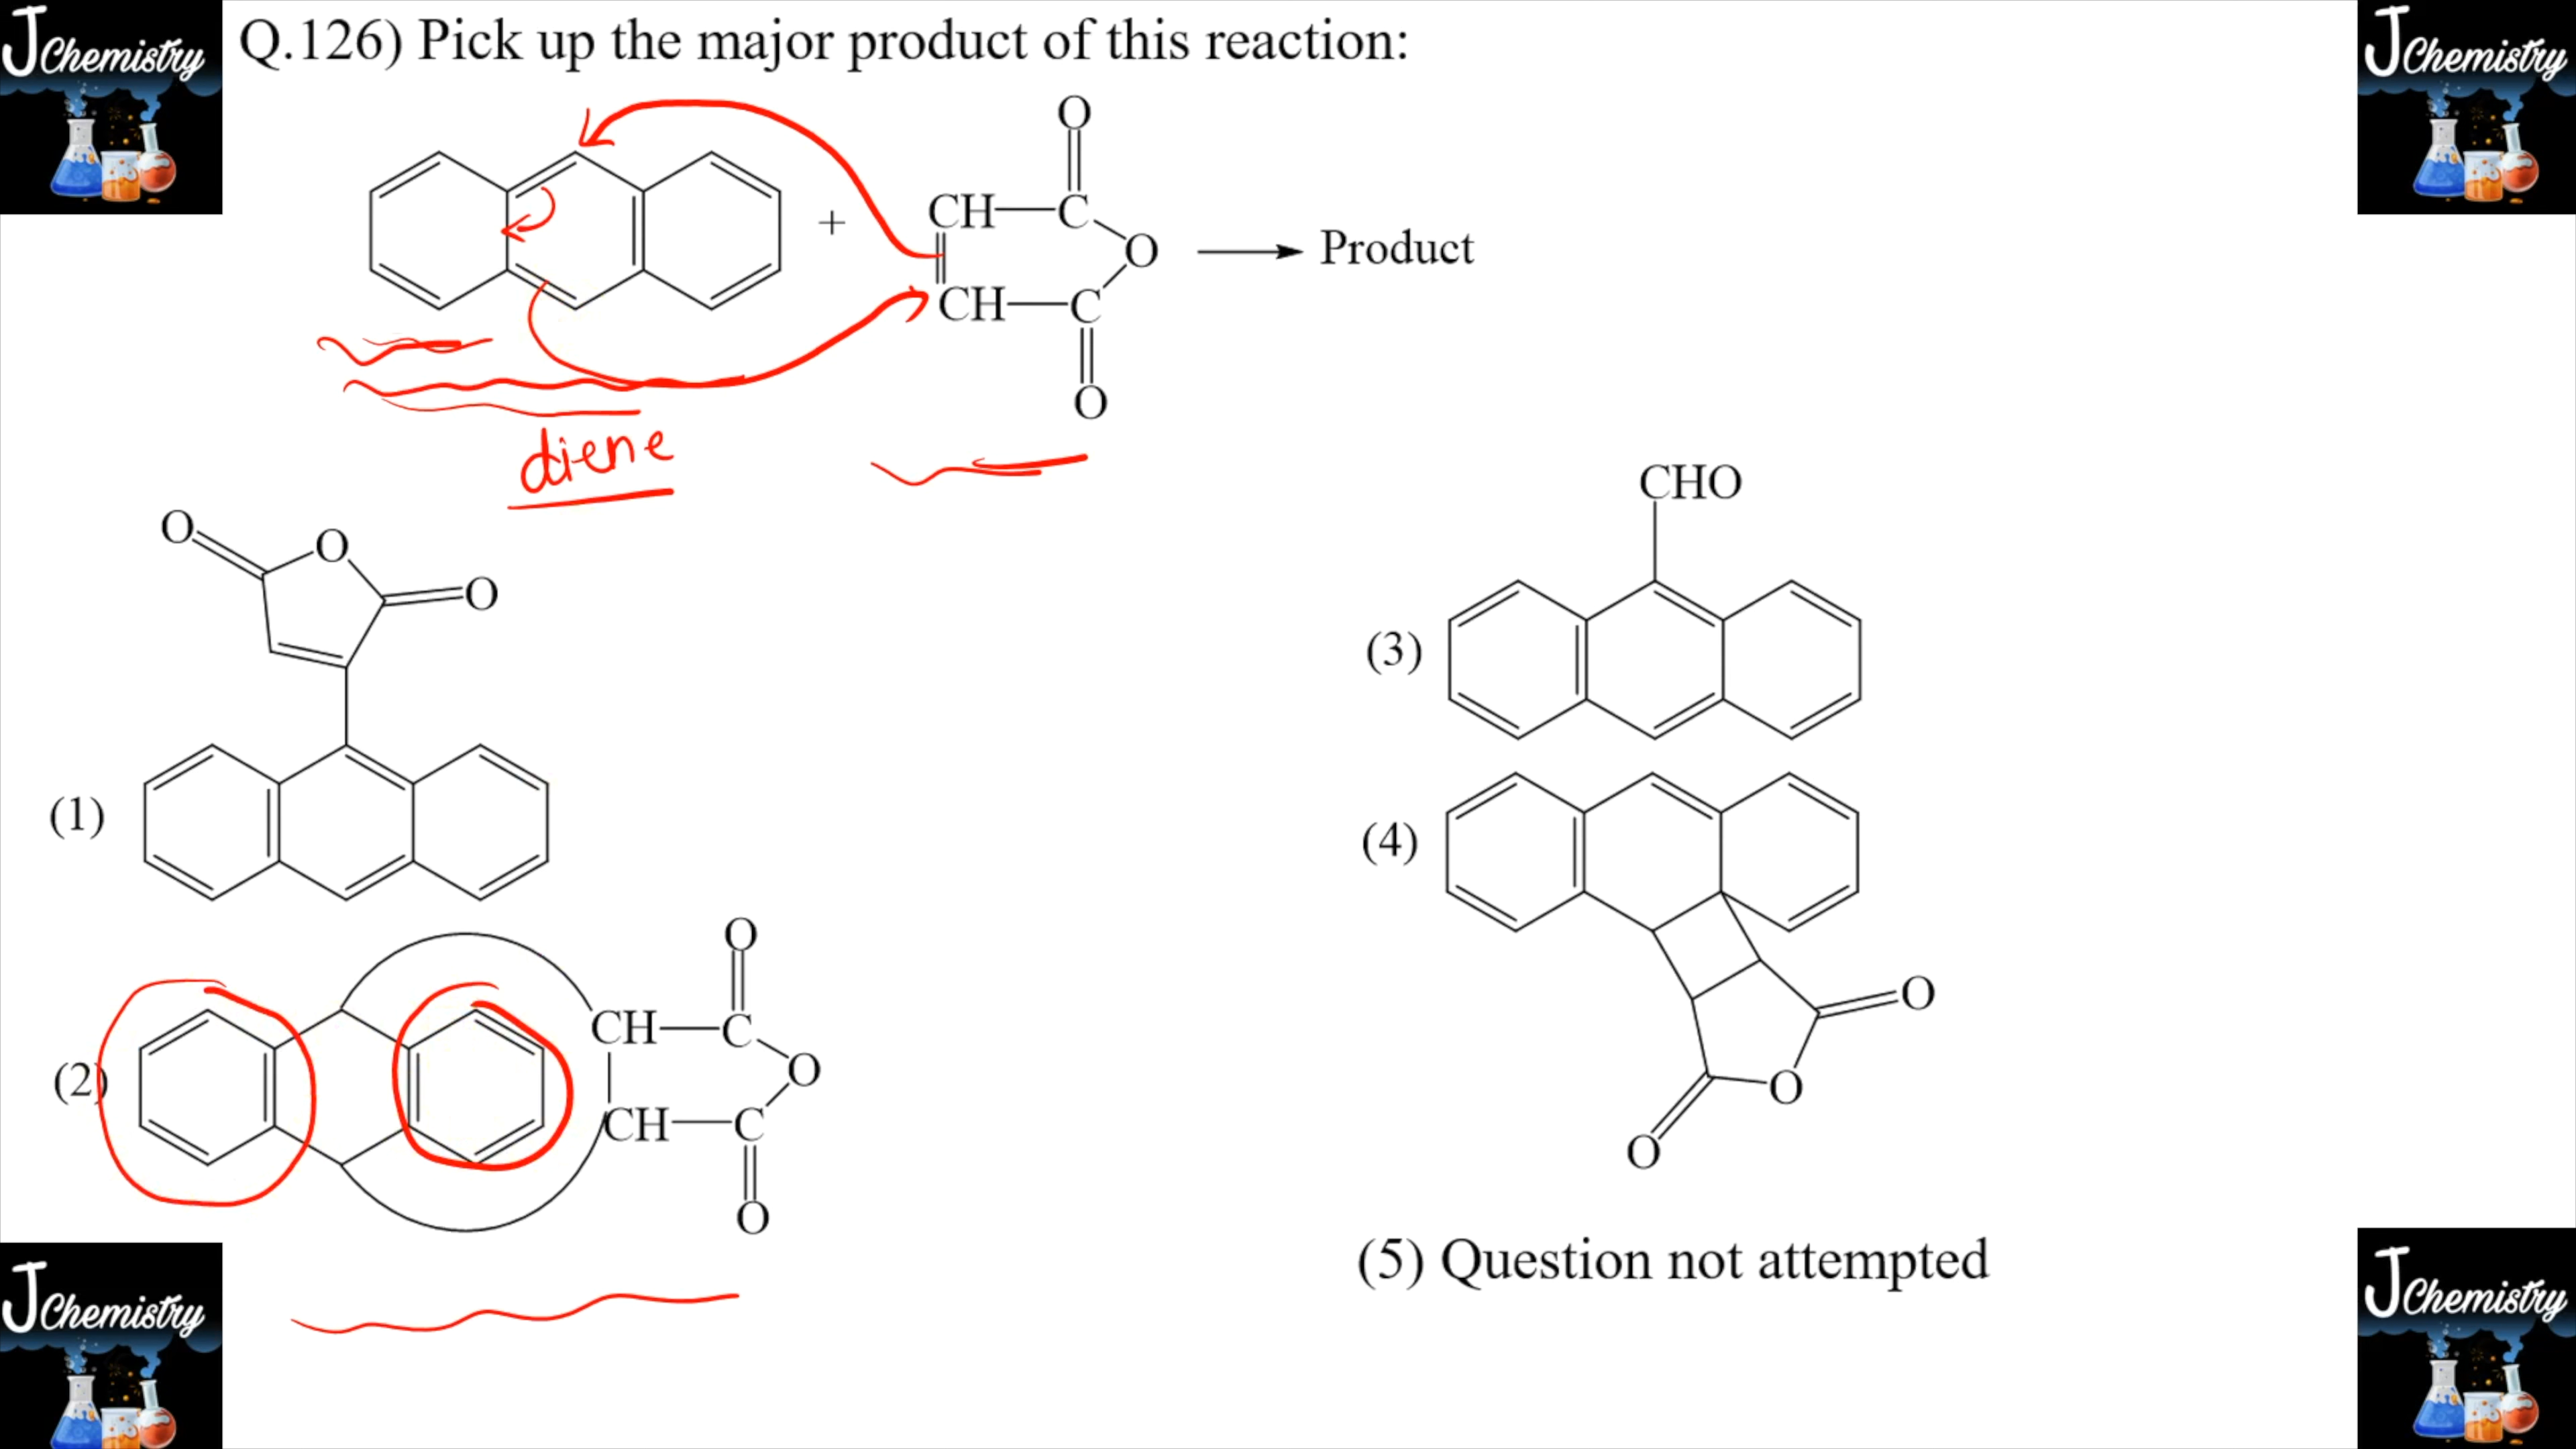 JChemistry
Q.126) Pick up the major product of this reaction:
JChemistry
O
CH—C
+
O
Product
CH—C
O
diene
CHO
O
O
O
(3)
(1)
(4)
O
CH—C
O
(2)
O
CH—C
O
O
O
(5) Question not attempted
JChemistry
JChemistry